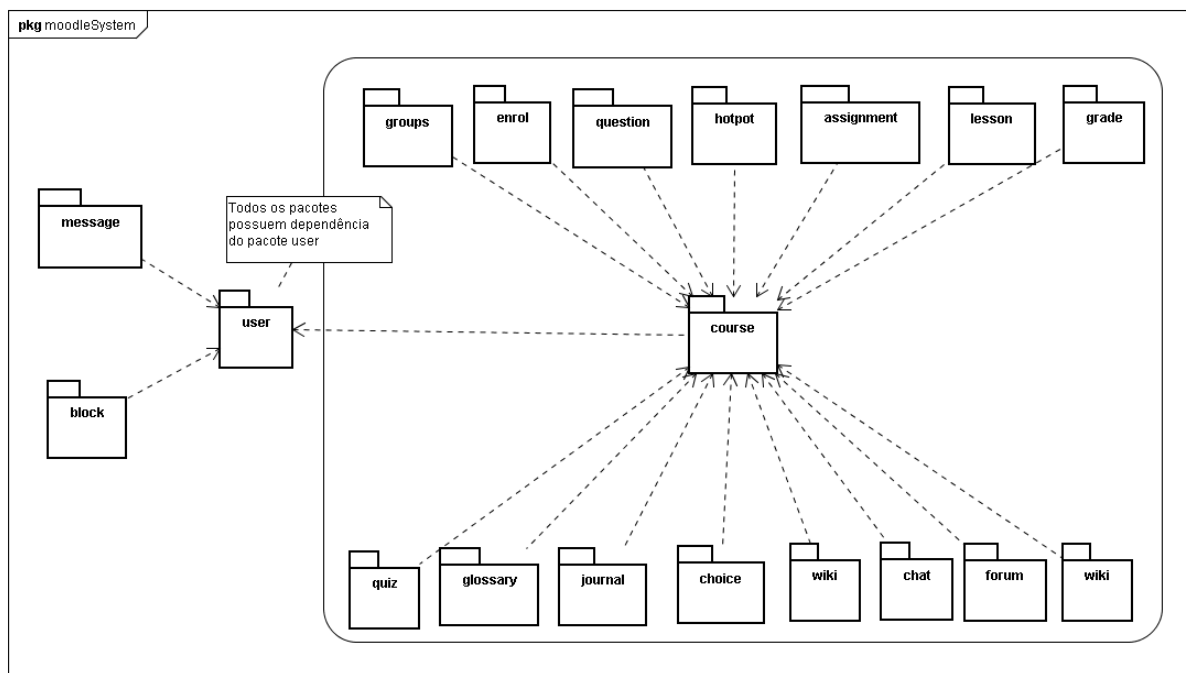 pkg moodleSystem
groups
enrol
question
hotpot
assignment
lesson
grade
message
Todos os pacotes
possuem dependência
do pacote user
user
course
block
quiz
glossary
journal
choice
wiki
chat
forum
wiki